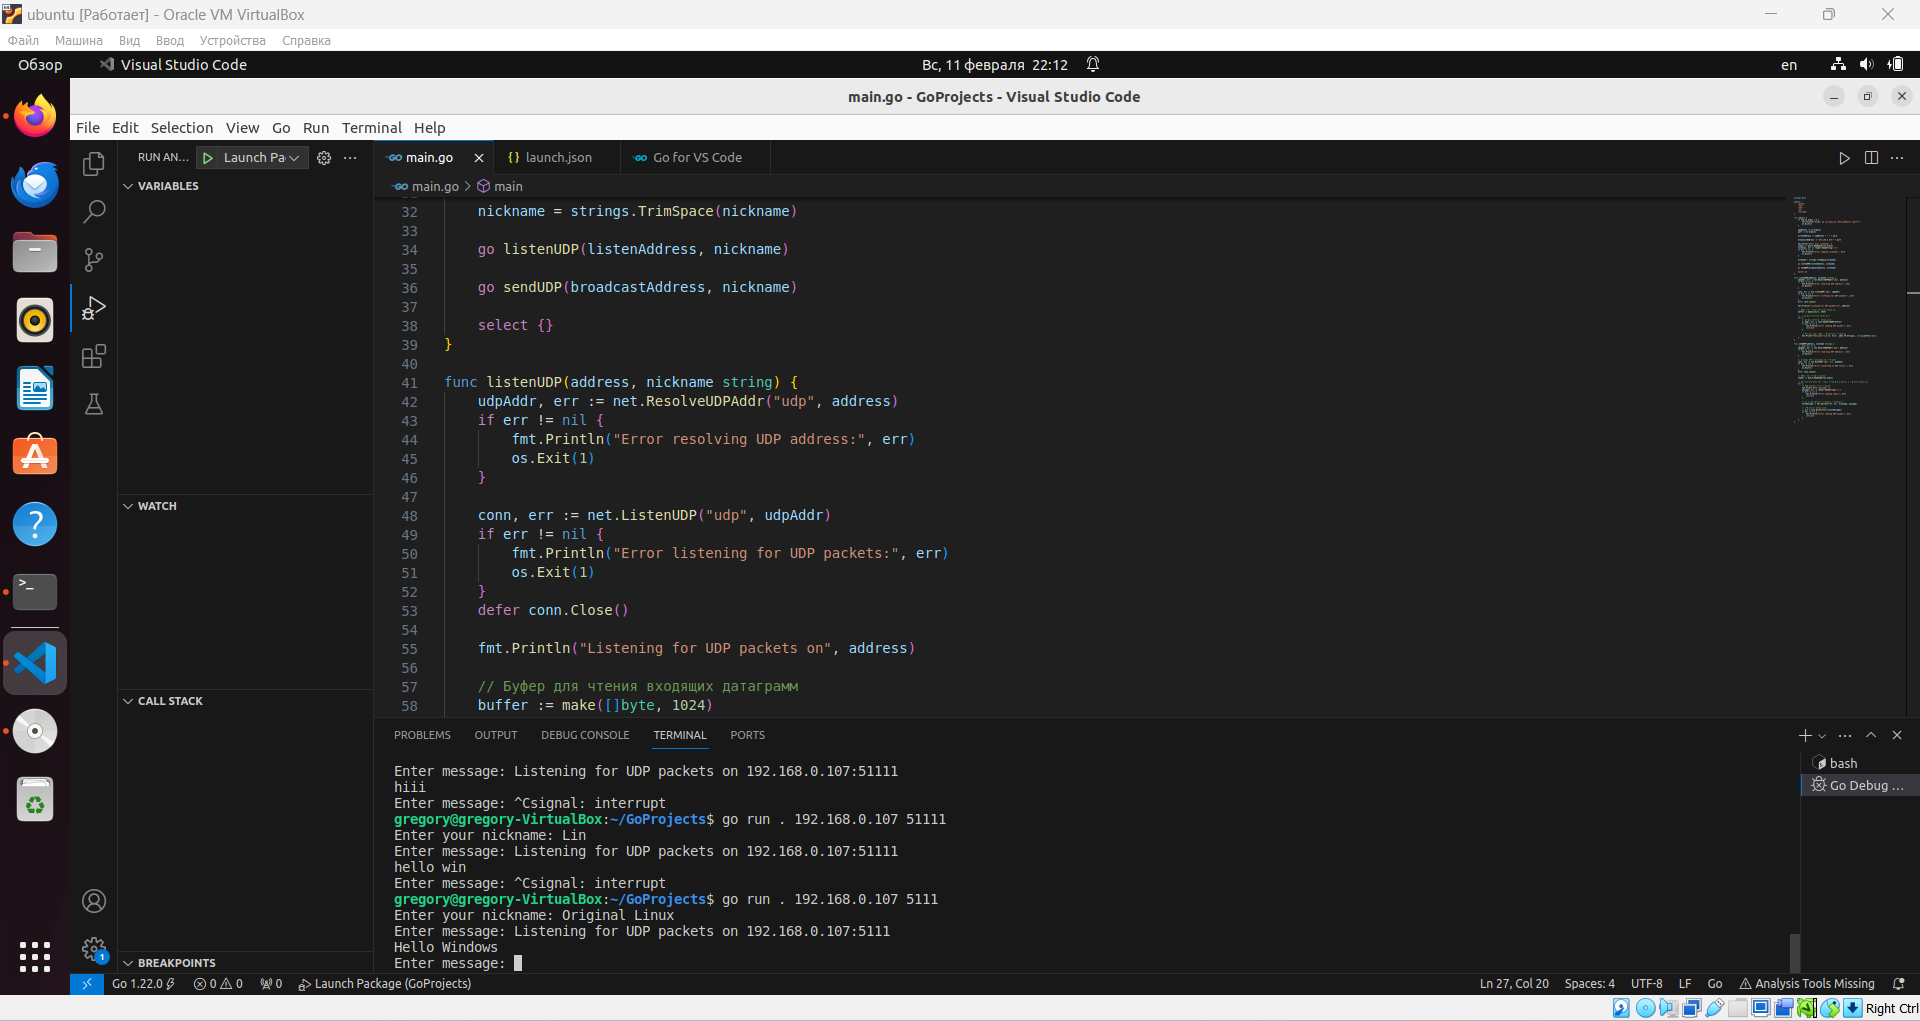 ubuntu [Работает] - Oracle VM VirtualBox
Файл Машина Вид Ввод Устройства Справка
Обзор Visual Studio Code Вс, 11 февраля 22:12 en
main.go - GoProjects - Visual Studio Code
File Edit Selection View Go Run Terminal Help
RUN AN... Launch Pa main.go launch.json Go for VS Code
VARIABLES main.go > main
32 nickname = strings.TrimSpace(nickname)
33
34 go listenUDP(listenAddress, nickname)
35
36 go sendUDP(broadcastAddress, nickname)
37
38 select {}
39 }
40
41 func listenUDP(address, nickname string) {
42 udpAddr, err := net.ResolveUDPAddr("udp", address)
43 if err != nil {
44 fmt.Println("Error resolving UDP address:", err)
45 os.Exit(1)
46 }
47
48 conn, err := net.ListenUDP("udp", udpAddr)
49 if err != nil {
50 fmt.Println("Error listening for UDP packets:", err)
51 os.Exit(1)
52 }
53 defer conn.Close()
54
55 fmt.Println("Listening for UDP packets on", address)
56
57 // Буфер для чтения входящих датаграмм
58 buffer := make([]byte, 1024)
WATCH
CALL STACK
BREAKPOINTS
PROBLEMS OUTPUT DEBUG CONSOLE TERMINAL PORTS
bash
Go Debug ...
Enter message: Listening for UDP packets on 192.168.0.107:51111
hiii
Enter message: ^Csignal: interrupt
gregory@gregory-VirtualBox:~/GoProjects$ go run . 192.168.0.107 51111
Enter your nickname: Lin
Enter message: Listening for UDP packets on 192.168.0.107:51111
hello win
Enter message: ^Csignal: interrupt
gregory@gregory-VirtualBox:~/GoProjects$ go run . 192.168.0.107 5111
Enter your nickname: Original Linux
Enter message: Listening for UDP packets on 192.168.0.107:5111
Hello Windows
Enter message:
1
Go 1.22.0 0 0 0 Launch Package (GoProjects) Ln 27, Col 20 Spaces: 4 UTF-8 LF Go Analysis Tools Missing
Right Ctrl